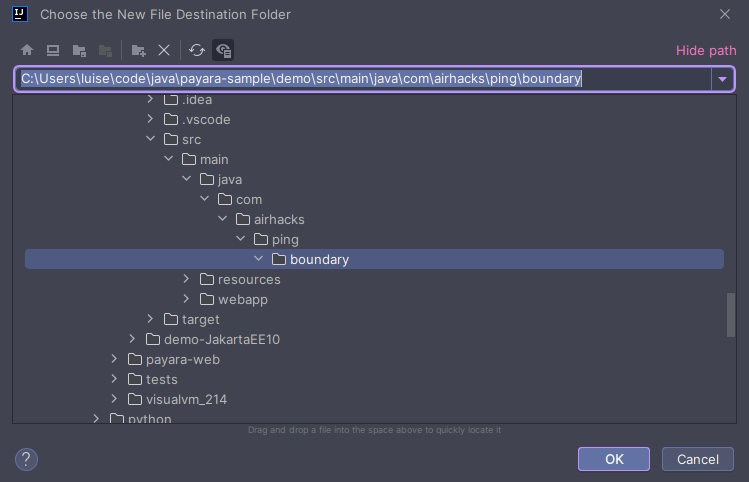 IJ
Choose the New File Destination Folder
Hide path
C:\Users\luise\code\java\payara-sample\demo\src\main\java\com\airhacks\ping\boundary
.idea
.vscode
src
main
java
com
airhacks
ping
boundary
resources
webapp
target
demo-JakartaEE10
payara-web
tests
visualvm_214
python
Drag and drop a file into the space above to quickly locate it
?
OK
Cancel